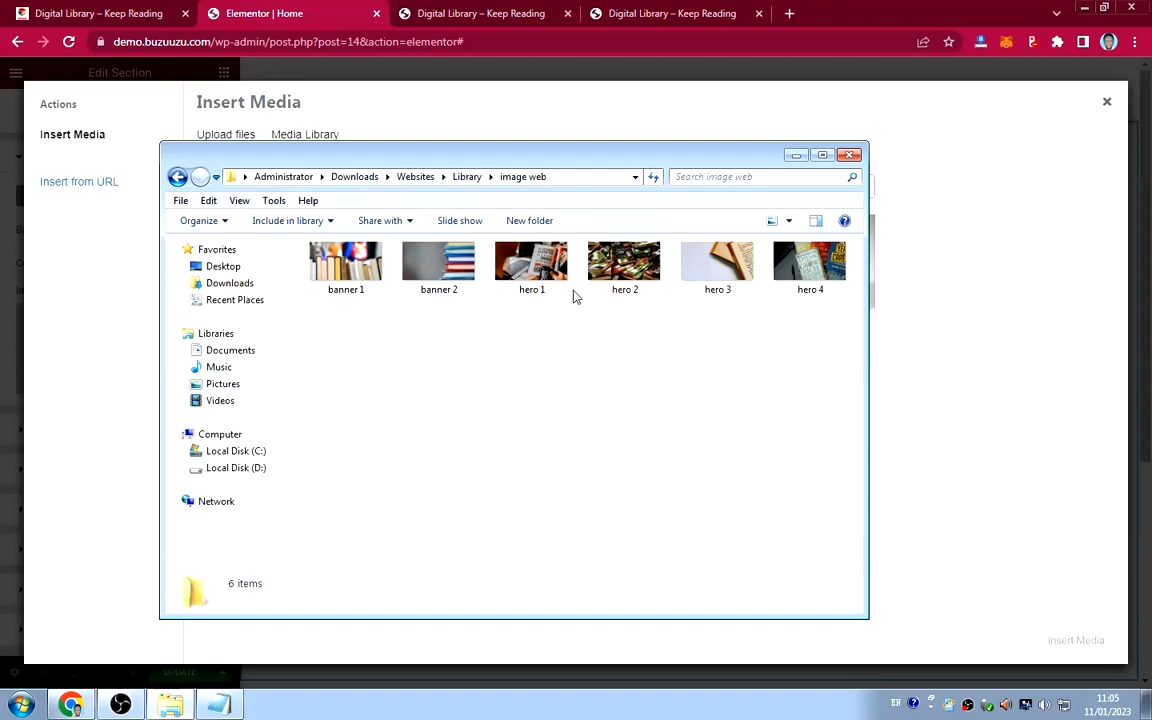 Digital Library – Keep Reading
Elementor | Home
Digital Library – Keep Reading
Digital Library – Keep Reading
demo.buzuuzu.com/wp-admin/post.php?post=14&action=elementor#
Edit Section
Actions
Insert Media
Insert Media
Upload files
Media Library
Insert from URL
Administrator
Downloads
Websites
Library
image web
Search image web
File
Edit
View
Tools
Help
Organize
Include in library
Share with
Slide show
New folder
Favorites
Desktop
Downloads
Recent Places
Libraries
Documents
Music
Pictures
Videos
Computer
Local Disk (C:)
Local Disk (D:)
Network
banner 1
banner 2
hero 1
hero 2
hero 3
hero 4
6 items
Insert Media
UPDATE
EN
11:05
11/01/2023